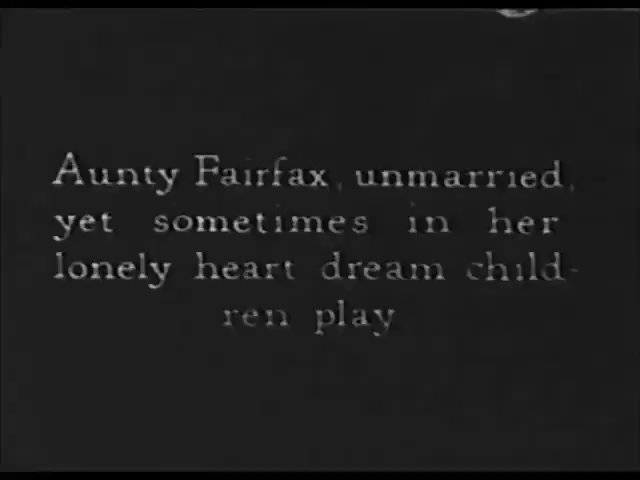 Aunty Fairfax, unmarried,
yet sometimes in her
lonely heart dream child-
ren play